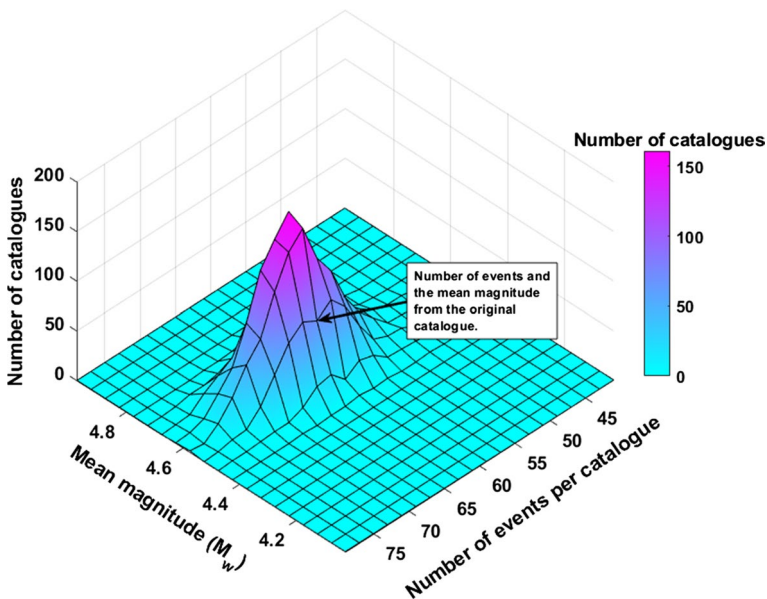 Number of catalogues
200
150
100
50
0
Number of catalogues
150
100
50
0
Number of events and
the mean magnitude
from the original
catalogue.
4.8
4.6
4.4
4.2
Mean magnitude (Mw)
45
50
55
60
65
70
75
Number of events per catalogue